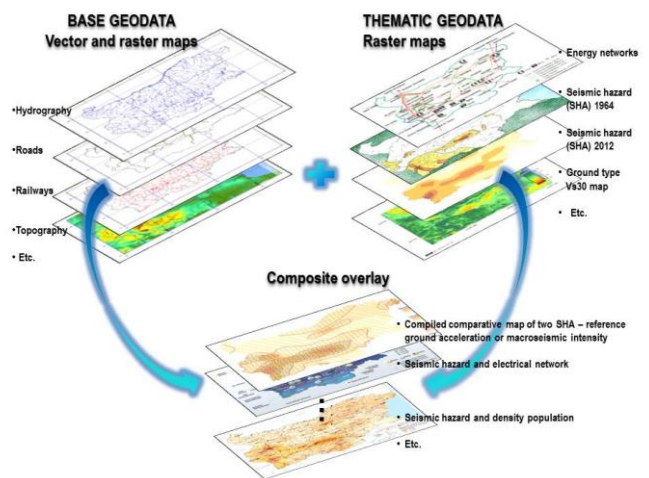 BASE GEODATA
Vector and raster maps
•Hydrography
•Roads
•Railways
•Topography
• Etc.
THEMATIC GEODATA
Raster maps
• Energy networks
• Seismic hazard
(SHA) 1964
• Seismic hazard
(SHA) 2012
• Ground type
Vs30 map
• Etc.
Composite overlay
• Compiled comparative map of two SHA – reference
ground acceleration or macroseismic intensity
• Seismic hazard and electrical network
• Seismic hazard and density population
• Etc.